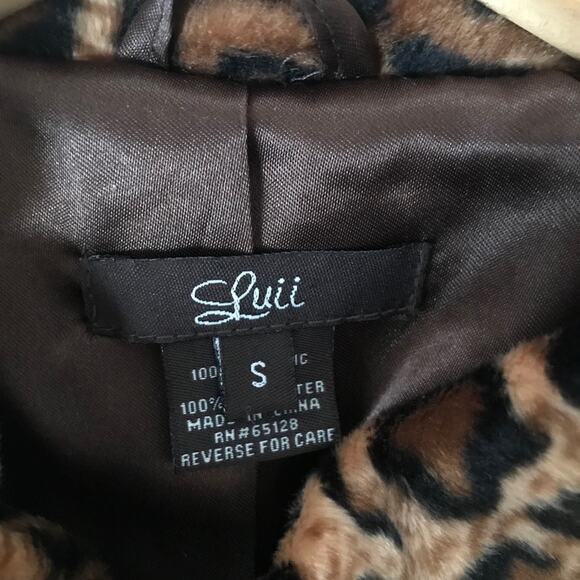 Luii
S
100
100%
MADE IN CHINA
RN#65128
REVERSE FOR CARE